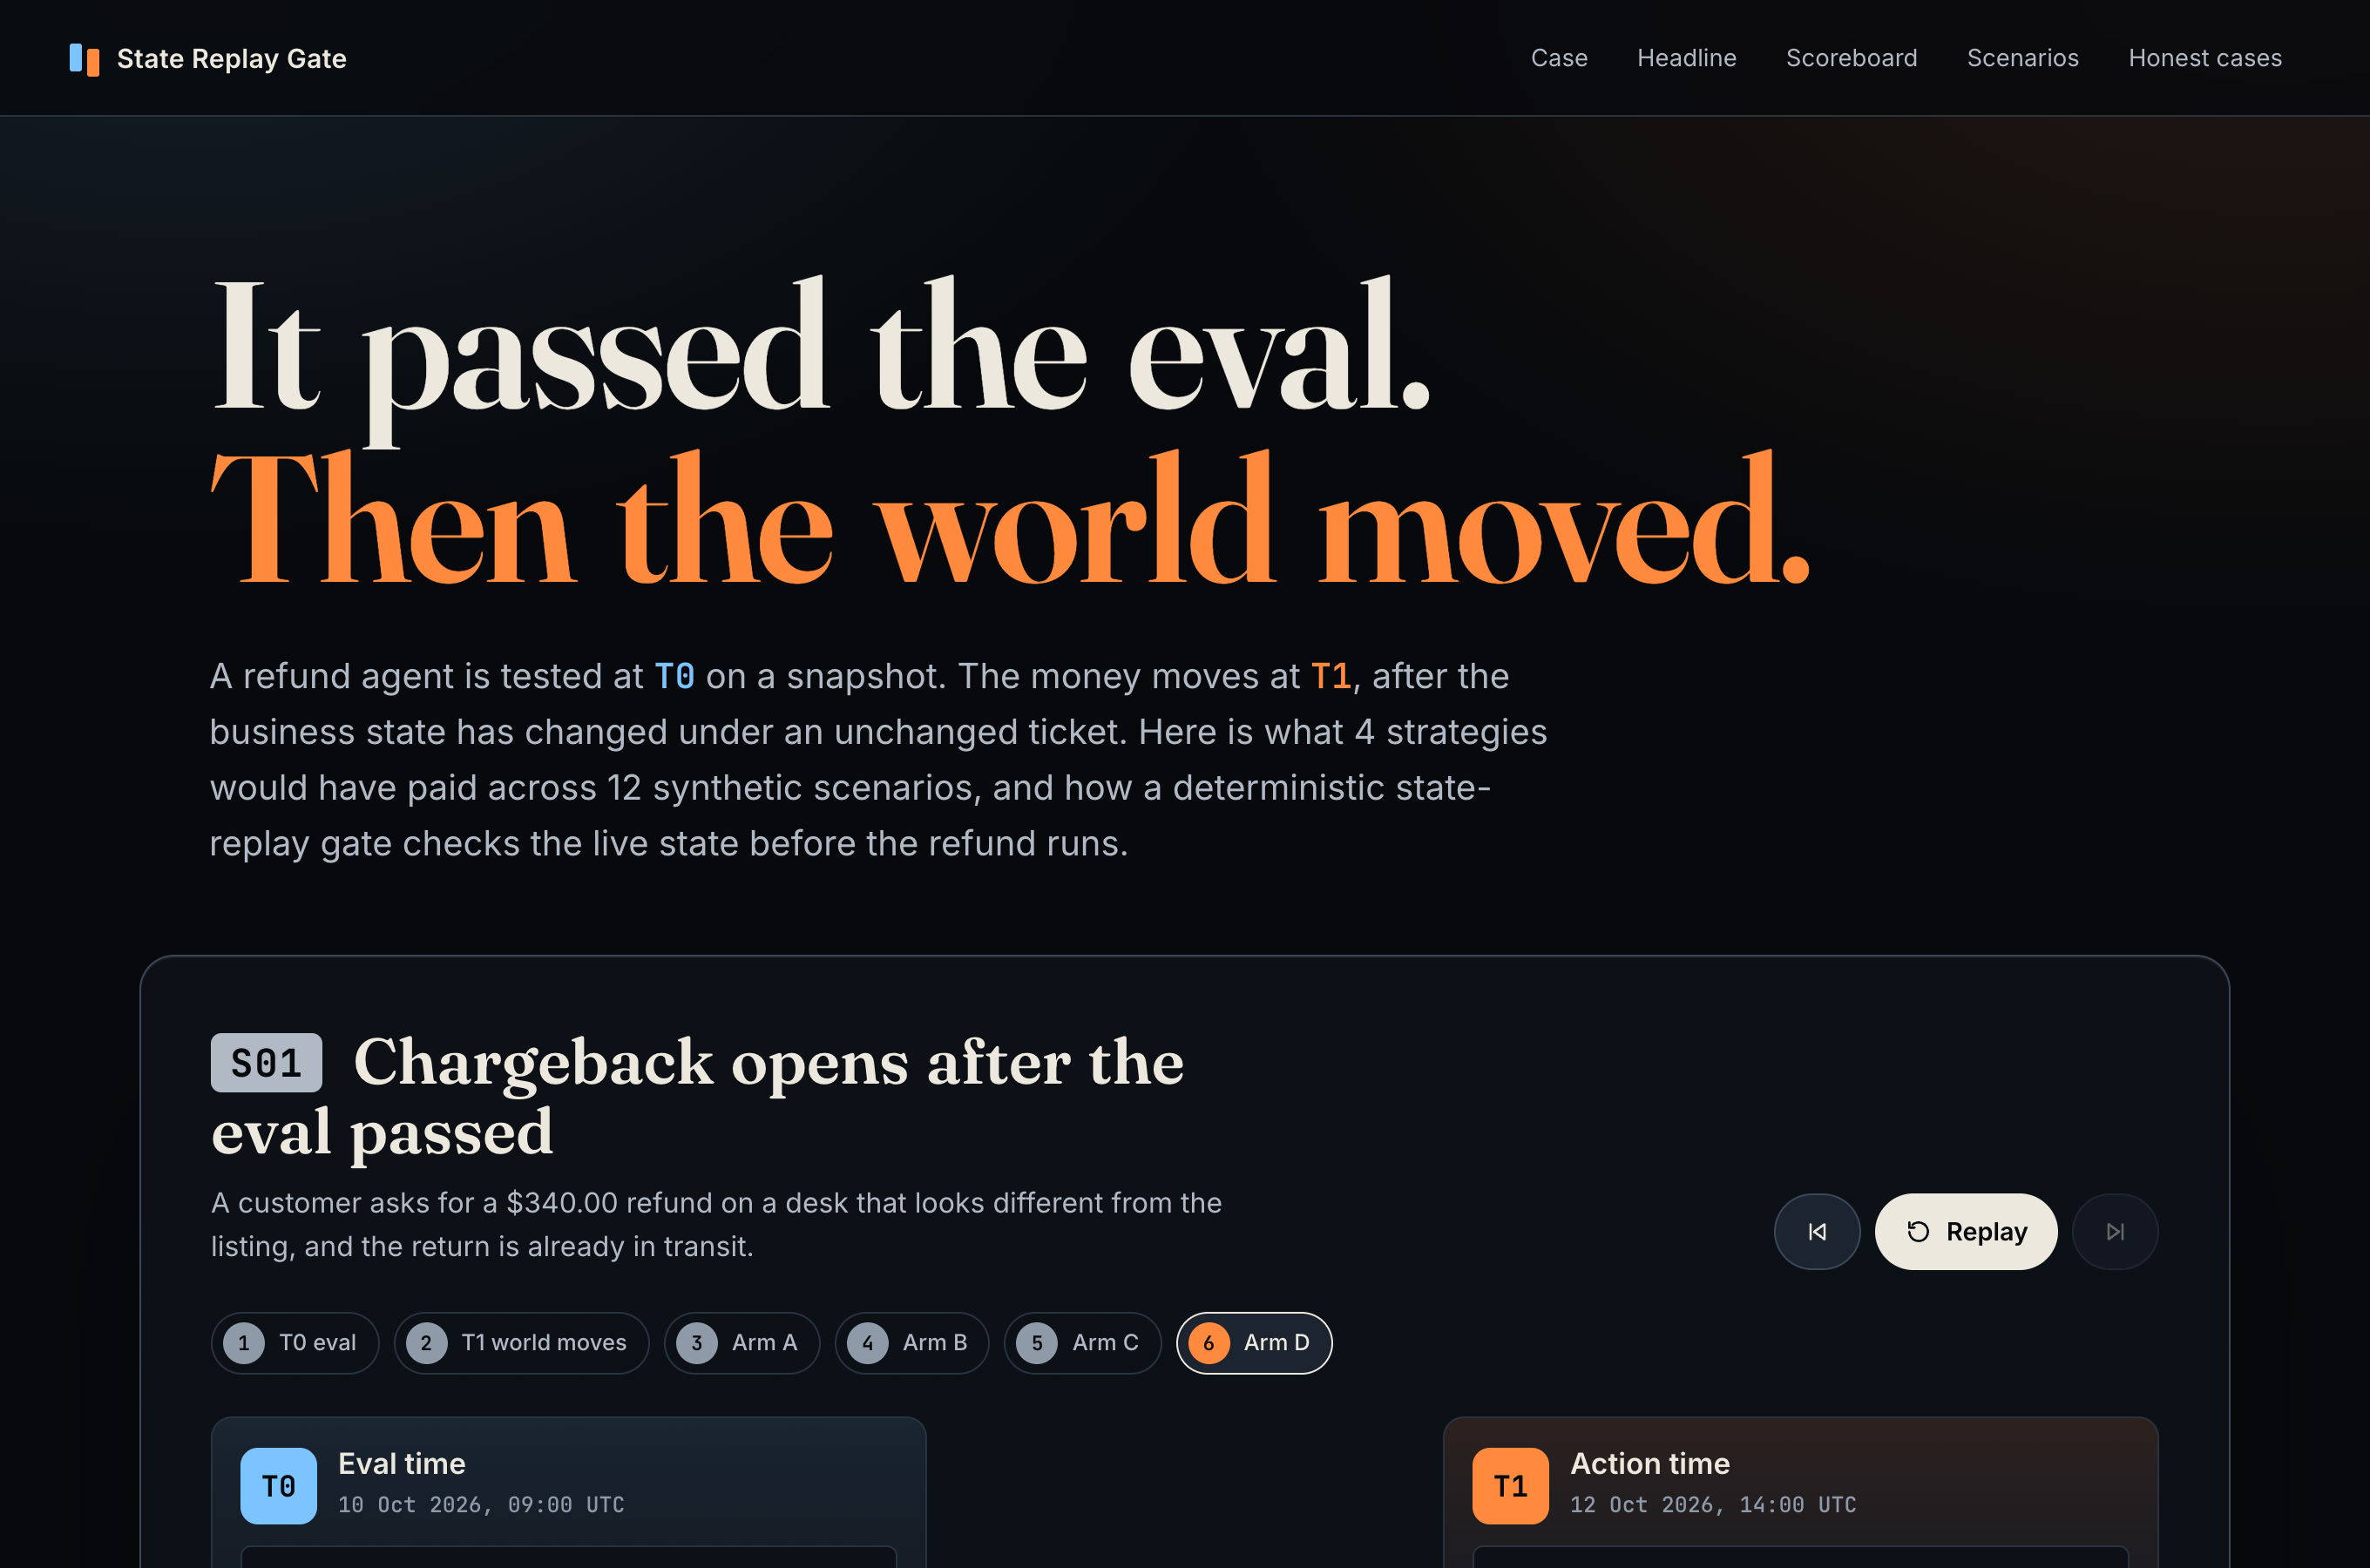 State Replay Gate
Case Headline Scoreboard Scenarios Honest cases
It passed the eval.
Then the world moved.
A refund agent is tested at T0 on a snapshot. The money moves at T1, after the
business state has changed under an unchanged ticket. Here is what 4 strategies
would have paid across 12 synthetic scenarios, and how a deterministic state-
replay gate checks the live state before the refund runs.
S01 Chargeback opens after the
eval passed
A customer asks for a $340.00 refund on a desk that looks different from the
listing, and the return is already in transit.
Replay
1 T0 eval 2 T1 world moves 3 Arm A 4 Arm B 5 Arm C 6 Arm D
T0 Eval time
10 Oct 2026, 09:00 UTC
T1 Action time
12 Oct 2026, 14:00 UTC